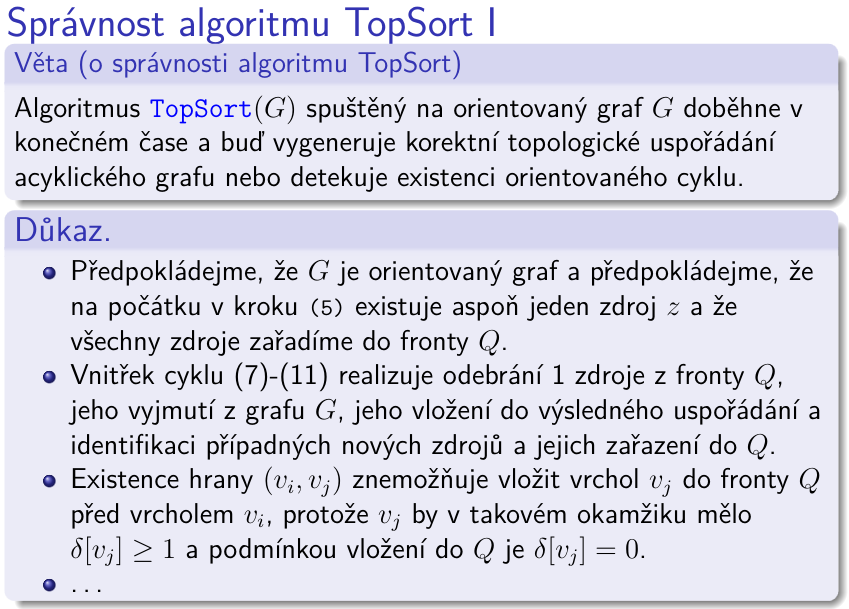 Správnost algoritmu TopSort I
Věta (o správnosti algoritmu TopSort)
Algoritmus TopSort(G) spuštěný na orientovaný graf G doběhne v
konečném čase a buď vygeneruje korektní topologické uspořádání
acyklického grafu nebo detekuje existenci orientovaného cyklu.
Důkaz.
Předpokládejme, že G je orientovaný graf a předpokládejme, že
na počátku v kroku (5) existuje aspoň jeden zdroj z a že
všechny zdroje zařadíme do fronty Q.
Vnitřek cyklu (7)-(11) realizuje odebrání 1 zdroje z fronty Q,
jeho vyjmutí z grafu G, jeho vložení do výsledného uspořádání a
identifikaci případných nových zdrojů a jejich zařazení do Q.
Existence hrany (v_i, v_j) znemožňuje vložit vrchol v_j do fronty Q
před vrcholem v_i, protože v_j by v takovém okamžiku mělo
δ[v_j] ≥ 1 a podmínkou vložení do Q je δ[v_j] = 0.
...